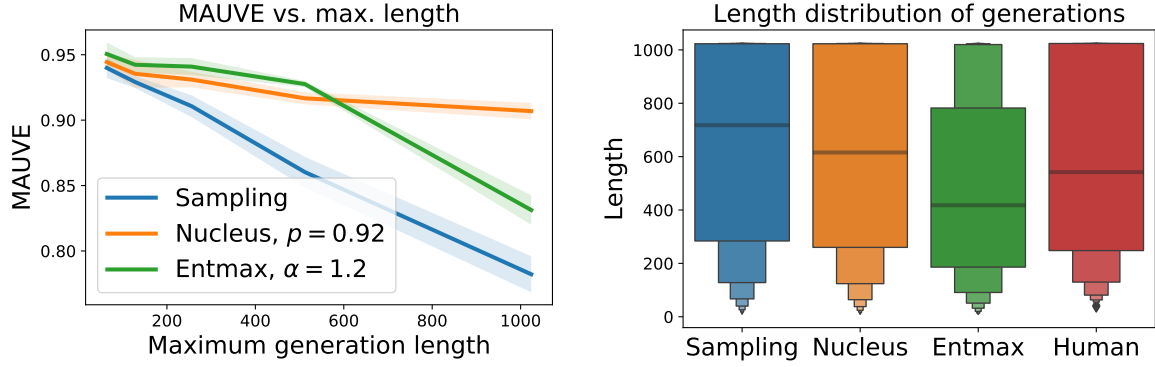 MAUVE vs. max. length
0.95
0.90
0.85
0.80
MAUVE
Sampling
Nucleus, p = 0.92
Entmax, α = 1.2
200 400 600 800 1000
Maximum generation length
Length distribution of generations
1000
800
600
400
200
0
Length
Sampling Nucleus Entmax Human